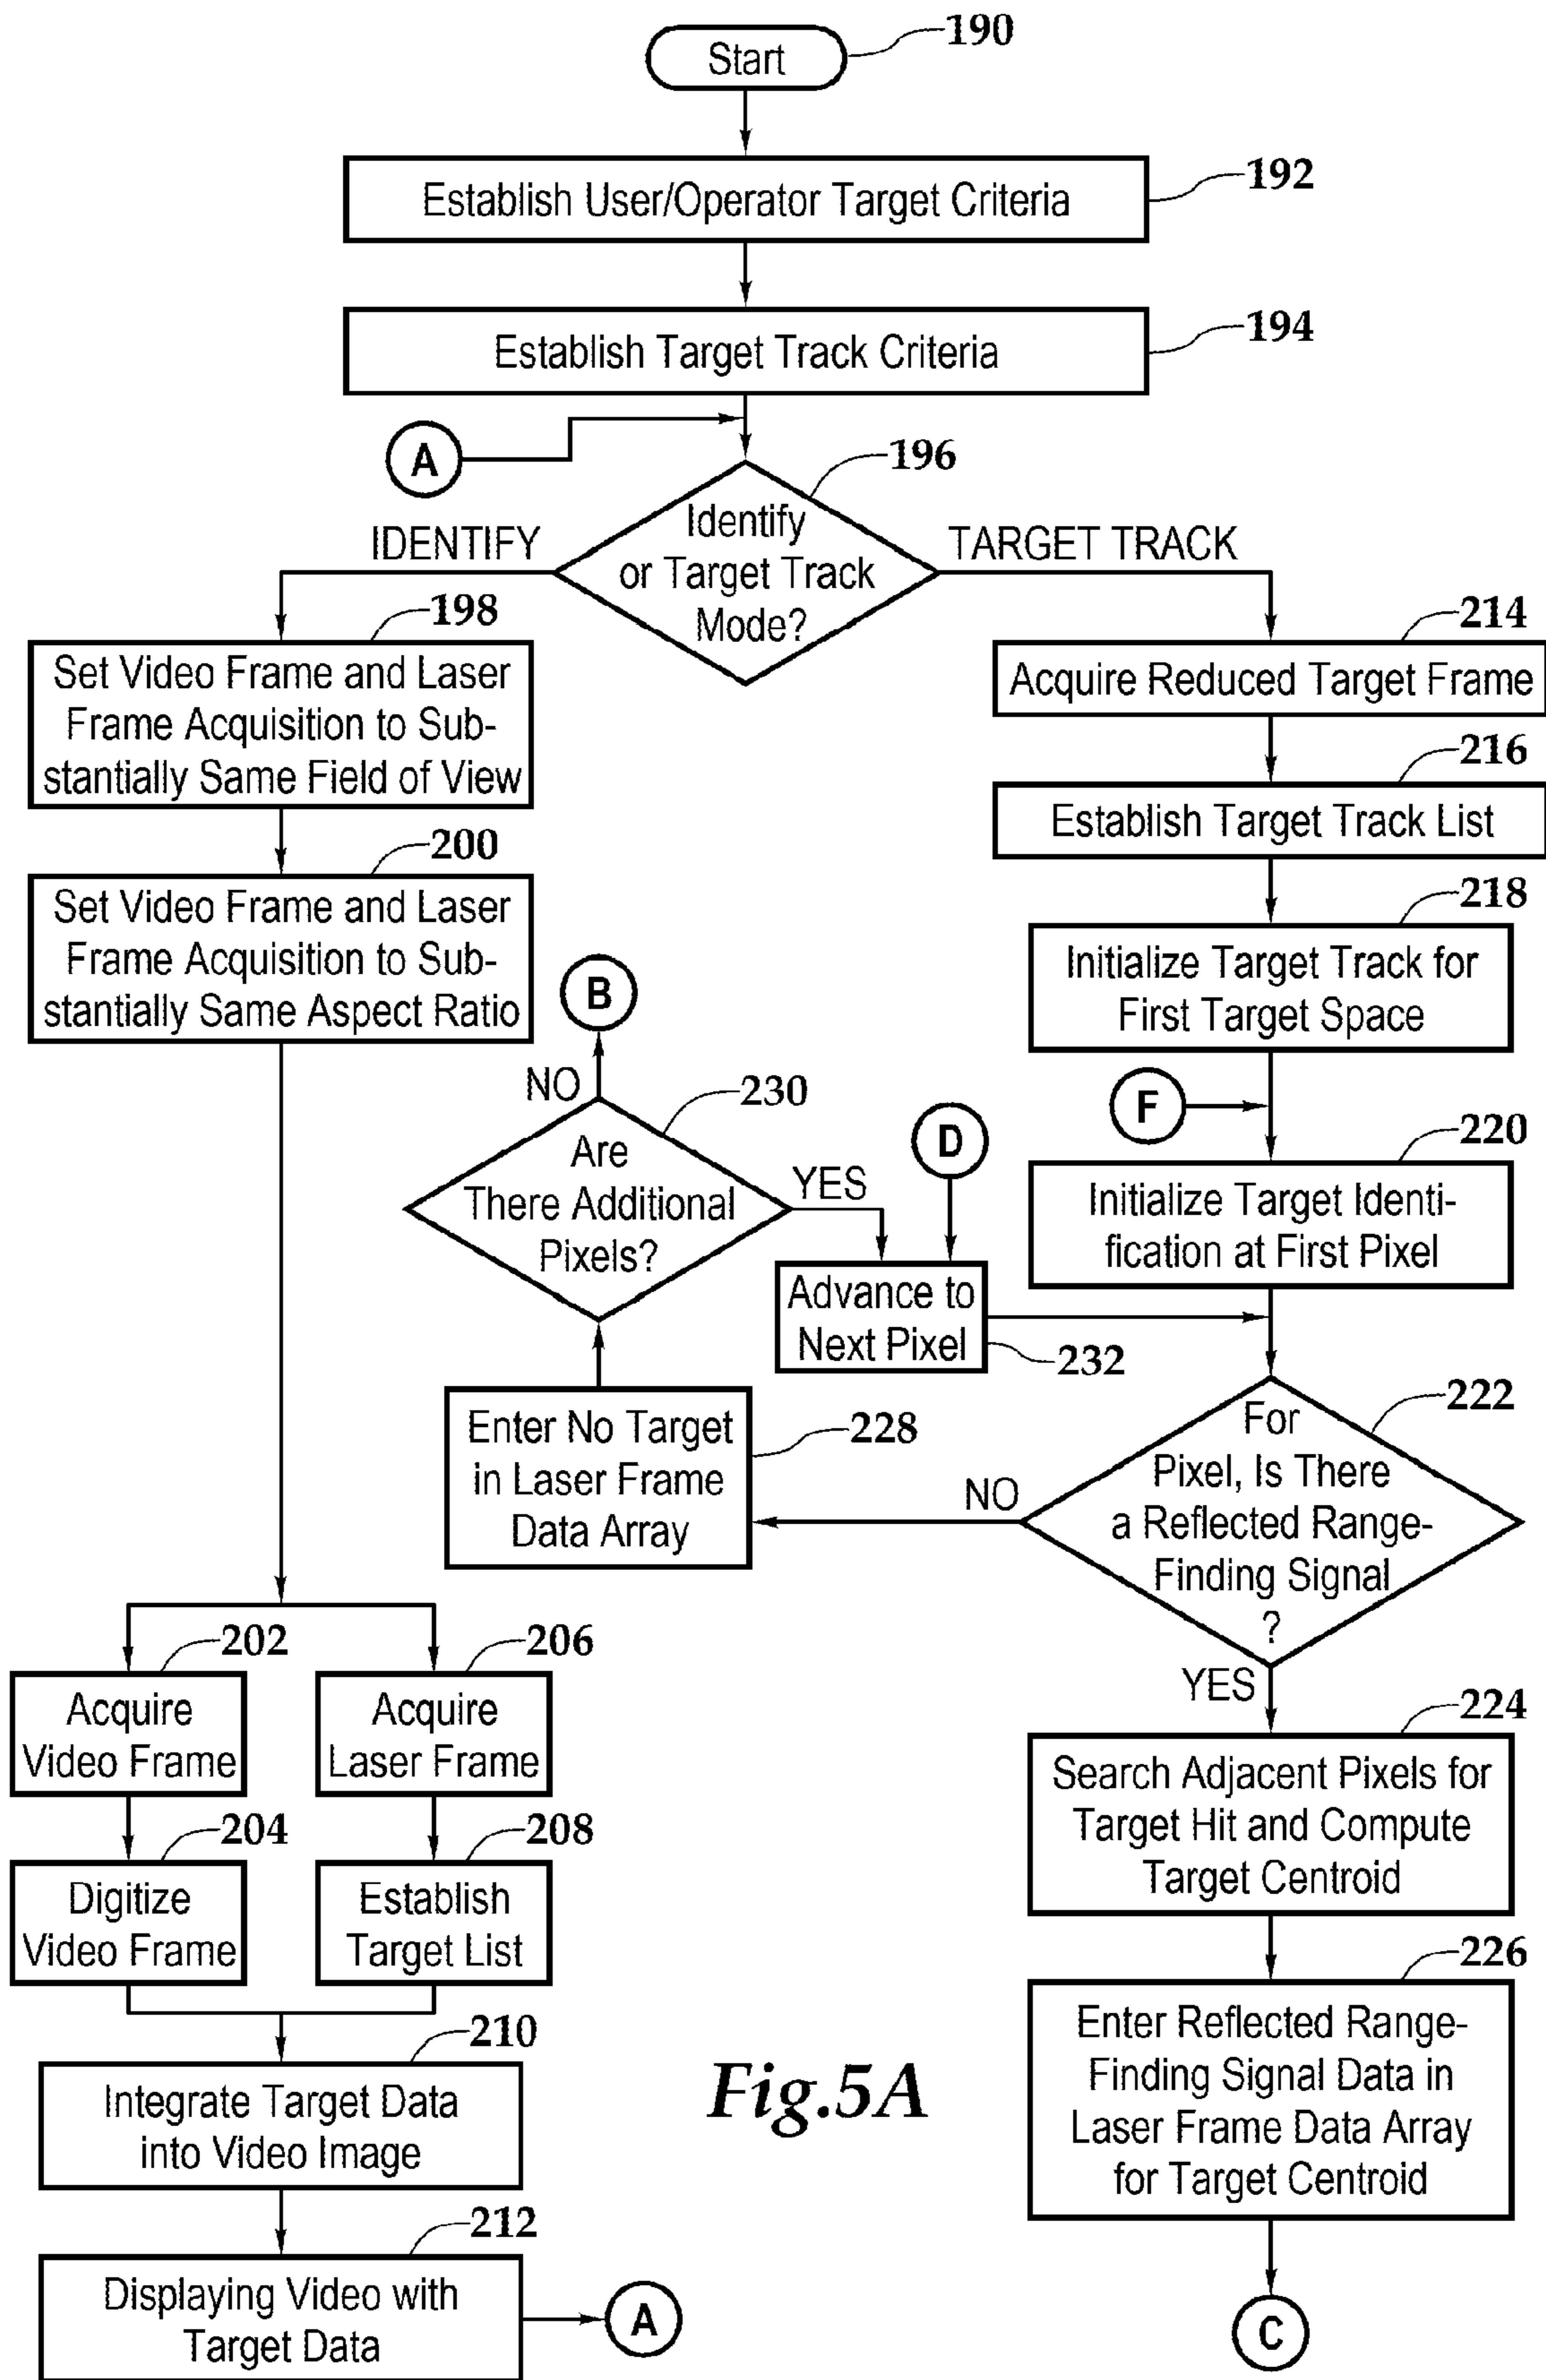 Start
190
Establish User/Operator Target Criteria
192
Establish Target Track Criteria
194
A
196
Identify
or Target Track
Mode?
IDENTIFY
TARGET TRACK
198
Set Video Frame and Laser
Frame Acquisition to Sub-
stantially Same Field of View
200
Set Video Frame and Laser
Frame Acquisition to Sub-
stantially Same Aspect Ratio
214
Acquire Reduced Target Frame
216
Establish Target Track List
218
Initialize Target Track for
First Target Space
F
220
Initialize Target Identi-
fication at First Pixel
B
NO
230
Are
There Additional
Pixels?
YES
D
Advance to
Next Pixel
232
222
For
Pixel, Is There
a Reflected Range-
Finding Signal
?
NO
Enter No Target
in Laser Frame
Data Array
228
YES
224
Search Adjacent Pixels for
Target Hit and Compute
Target Centroid
226
Enter Reflected Range-
Finding Signal Data in
Laser Frame Data Array
for Target Centroid
C
202
Acquire
Video Frame
206
Acquire
Laser Frame
204
Digitize
Video Frame
208
Establish
Target List
210
Integrate Target Data
into Video Image
212
Displaying Video with
Target Data
A
Fig.5A